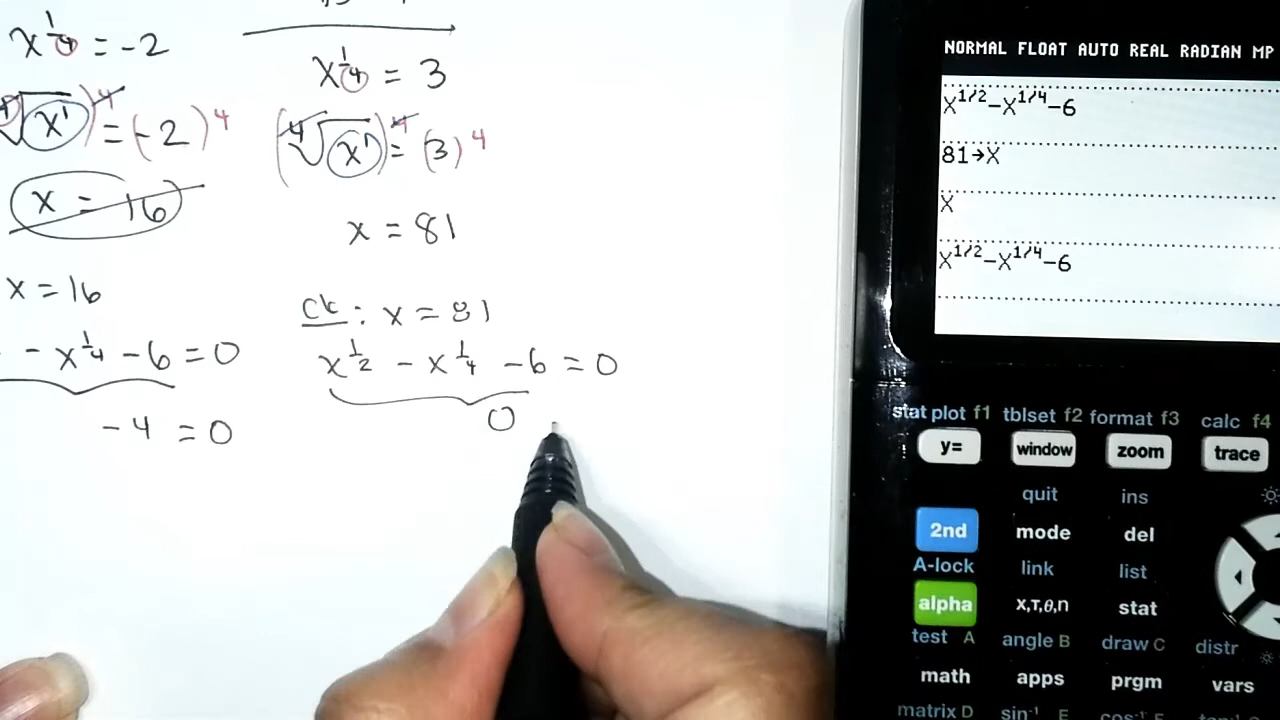 x^{1/4} = -2
(∜x¹)⁴ = (-2)⁴
x = 16
x = 16
- x^{1/4} - 6 = 0
-4 = 0
x^{1/4} = 3
(∜x¹)⁴ = (3)⁴
x = 81
Ck: x = 81
x^{1/2} - x^{1/4} - 6 = 0
0
NORMAL FLOAT AUTO REAL RADIAN MP
X^{1/2}-X^{1/4}-6
81→X
X
X^{1/2}-X^{1/4}-6
stat plot f1 tblset f2 format f3 calc f4
y= window zoom trace
quit ins
2nd mode del
A-lock link list
alpha x,T,θ,n stat
test A angle B draw C distr
math apps prgm vars
matrix D sin⁻¹ E cos⁻¹ F